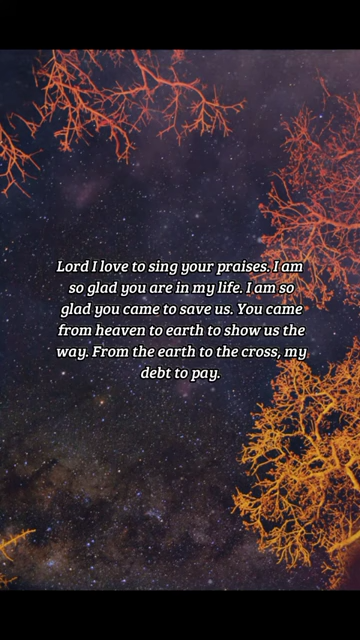 Lord I love to sing your praises. I am
so glad you are in my life. I am so
glad you came to save us. You came
from heaven to earth to show us the
way. From the earth to the cross, my
debt to pay.